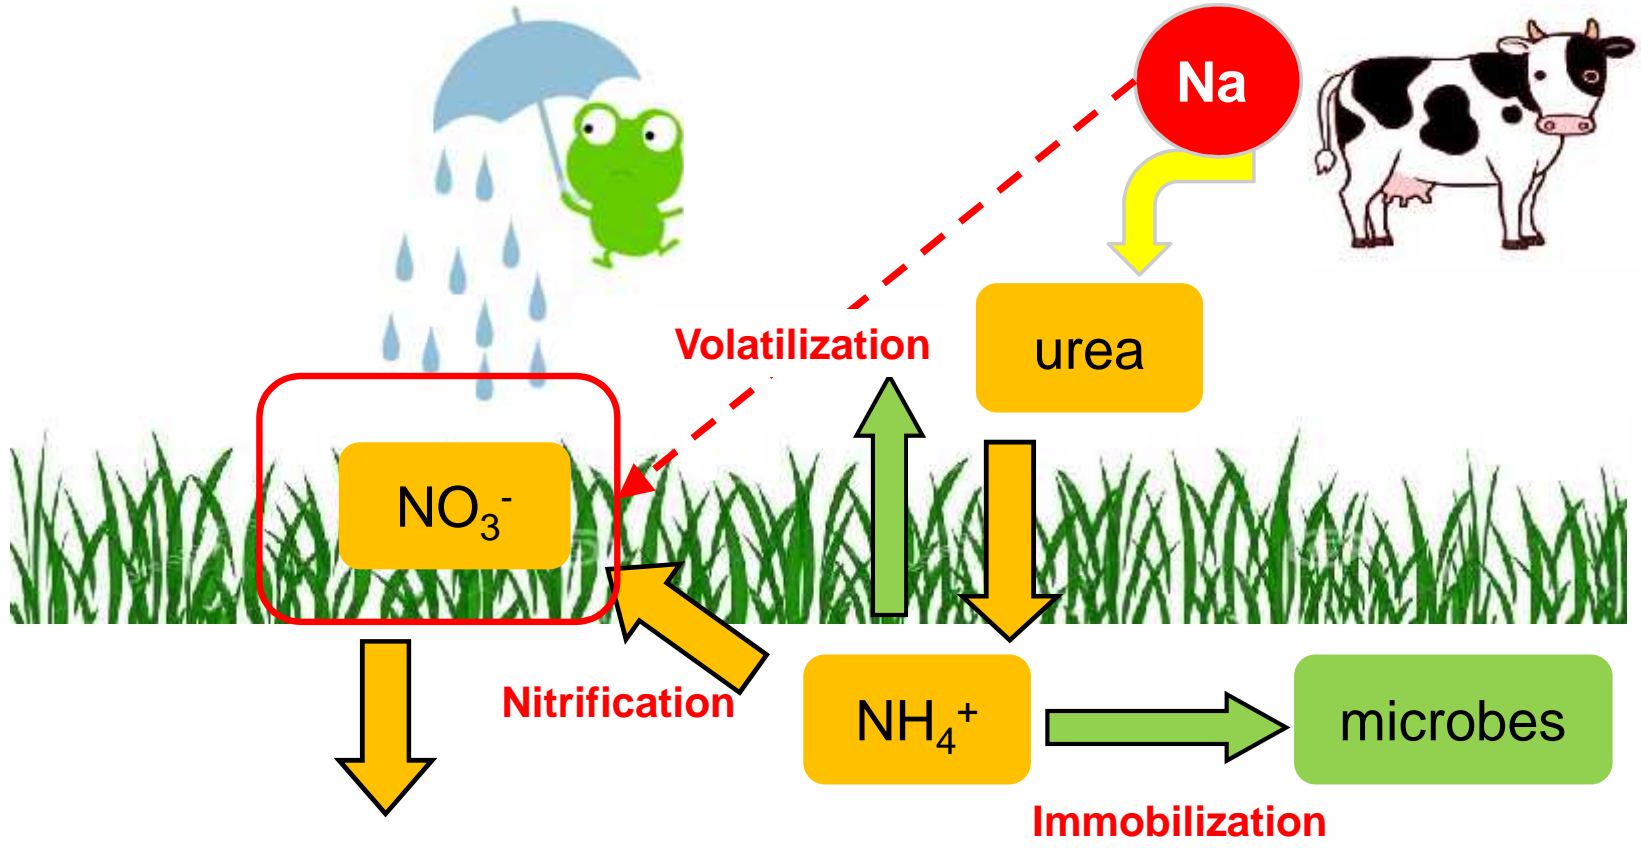 Na
Volatilization
urea
NO₃⁻
Nitrification
NH₄⁺
microbes
Immobilization